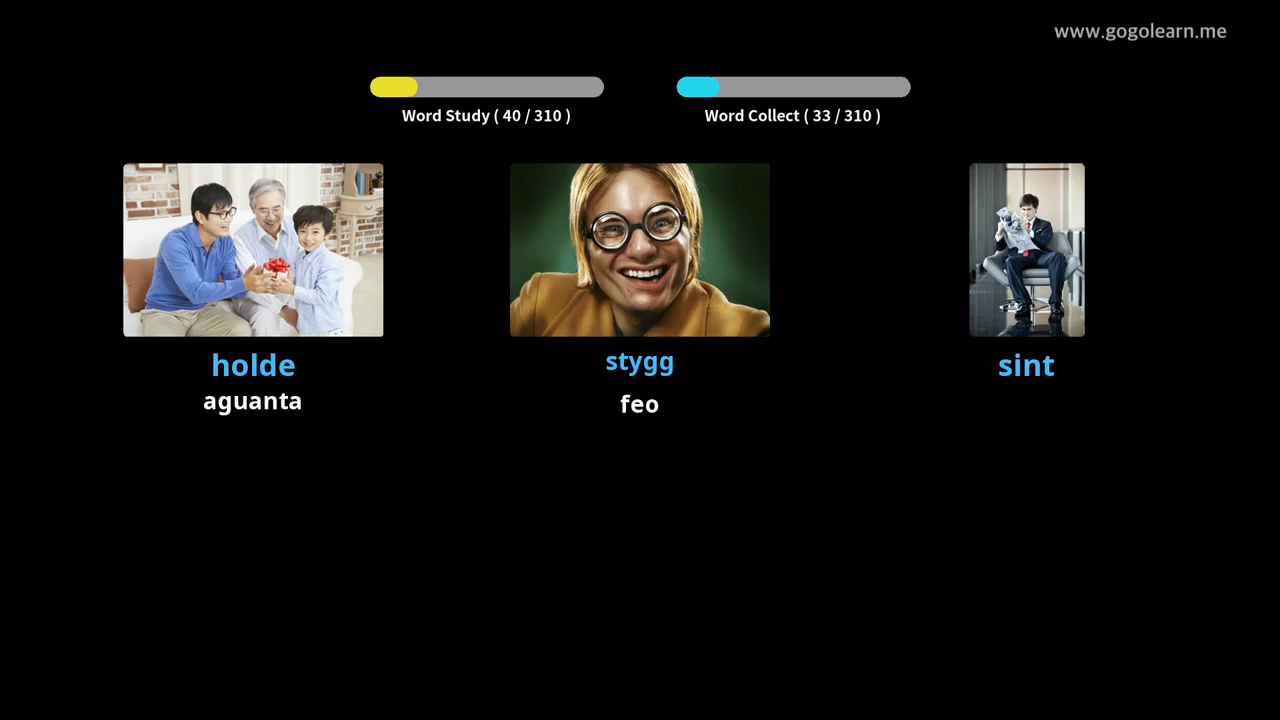 www.gogolearn.me
Word Study ( 40 / 310 )
Word Collect ( 33 / 310 )
holde
aguanta
stygg
feo
sint